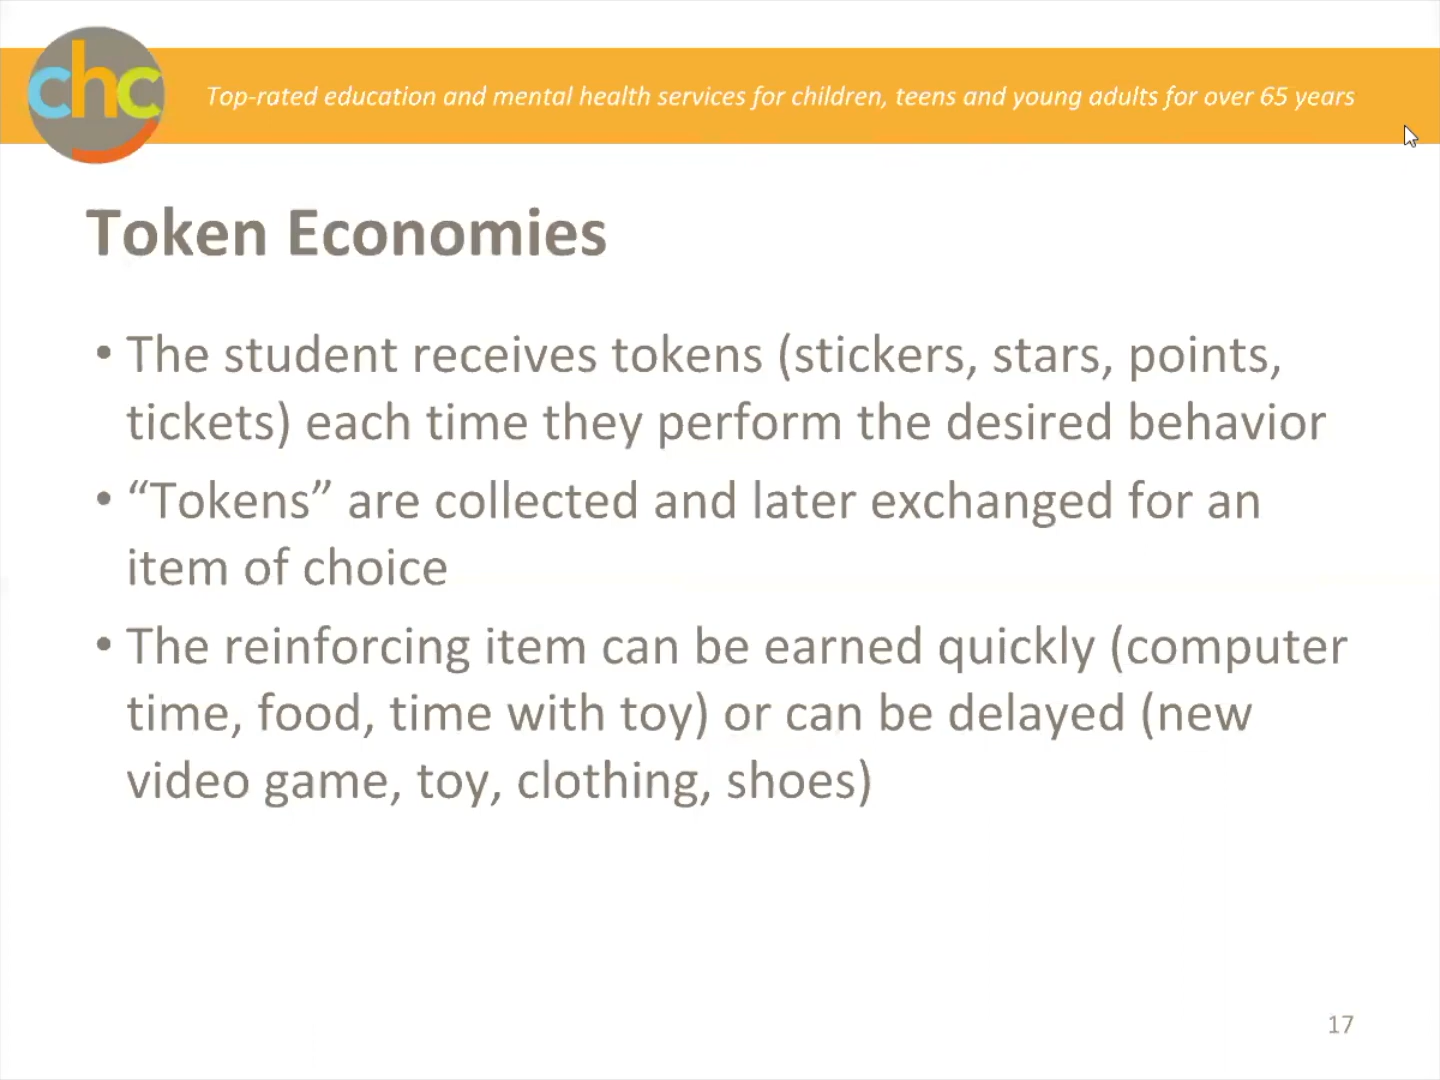 chc
Top-rated education and mental health services for children, teens and young adults for over 65 years
Token Economies
• The student receives tokens (stickers, stars, points,
tickets) each time they perform the desired behavior
• “Tokens” are collected and later exchanged for an
item of choice
• The reinforcing item can be earned quickly (computer
time, food, time with toy) or can be delayed (new
video game, toy, clothing, shoes)
17